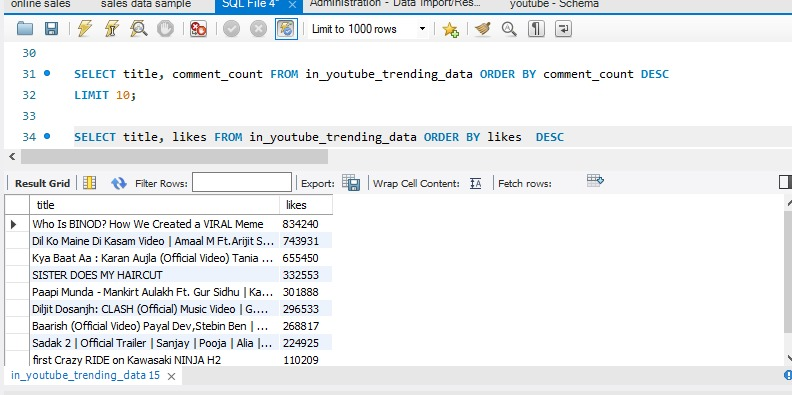 online sales sales data sample SQL File 4* Administration - Data Import/Res... youtube - Schema
Limit to 1000 rows
30
31 SELECT title, comment_count FROM in_youtube_trending_data ORDER BY comment_count DESC
32 LIMIT 10;
33
34 SELECT title, likes FROM in_youtube_trending_data ORDER BY likes DESC
Result Grid Filter Rows: Export: Wrap Cell Content: Fetch rows:
title likes
Who Is BINOD? How We Created a VIRAL Meme 834240
Dil Ko Maine Di Kasam Video | Amaal M Ft.Arijit S... 743931
Kya Baat Aa : Karan Aujla (Official Video) Tania ... 655450
SISTER DOES MY HAIRCUT 332553
Paapi Munda - Mankirt Aulakh Ft. Gur Sidhu | Ka... 301888
Diljit Dosanjh: CLASH (Official) Music Video | G.... 296533
Baarish (Official Video) Payal Dev,Stebin Ben | ... 268817
Sadak 2 | Official Trailer | Sanjay | Pooja | Alia |... 224925
first Crazy RIDE on Kawasaki NINJA H2 110209
in_youtube_trending_data 15